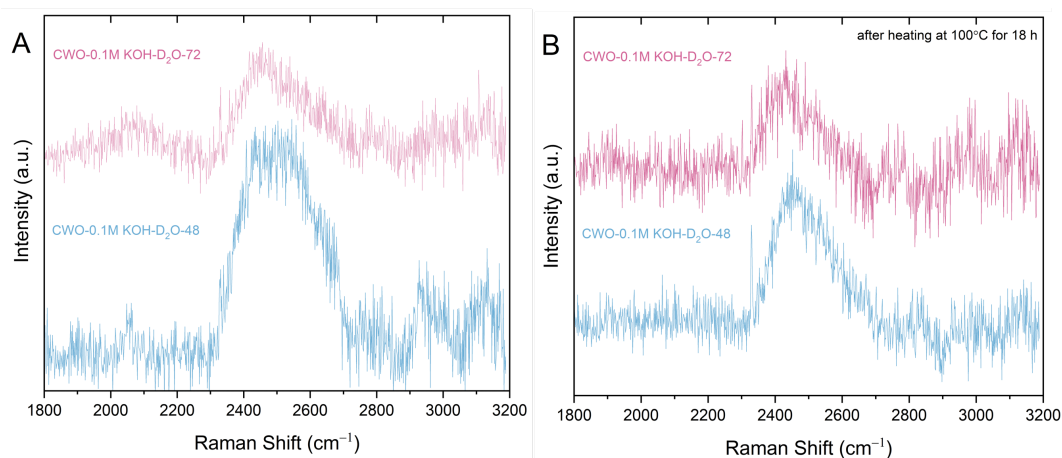 A
CWO-0.1M KOH-D₂O-72
CWO-0.1M KOH-D₂O-48
Intensity (a.u.)
1800 2000 2200 2400 2600 2800 3000 3200
Raman Shift (cm⁻¹)
B
after heating at 100°C for 18 h
CWO-0.1M KOH-D₂O-72
CWO-0.1M KOH-D₂O-48
Intensity (a.u.)
1800 2000 2200 2400 2600 2800 3000 3200
Raman Shift (cm⁻¹)